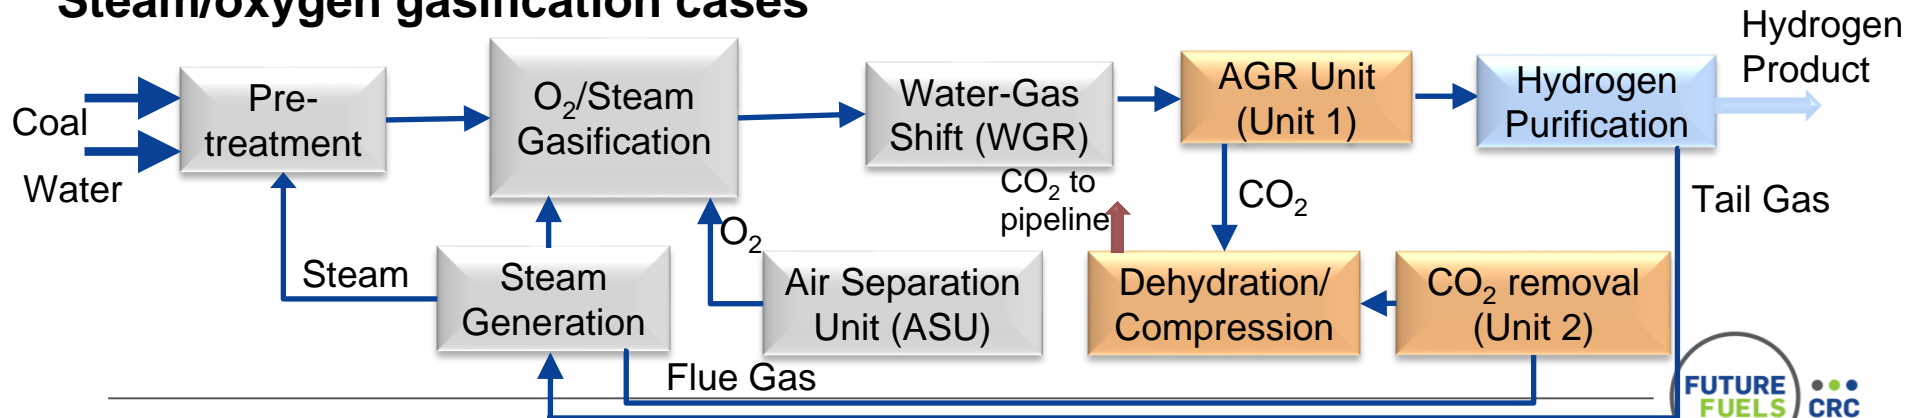 Steam/oxygen gasification cases
Hydrogen
Product
Coal
Water
Pre-
treatment
O₂/Steam
Gasification
Water-Gas
Shift (WGR)
AGR Unit
(Unit 1)
Hydrogen
Purification
CO₂ to
pipeline
CO₂
Tail Gas
O₂
Steam
Steam
Generation
Air Separation
Unit (ASU)
Dehydration/
Compression
CO₂ removal
(Unit 2)
Flue Gas
FUTURE
FUELS CRC